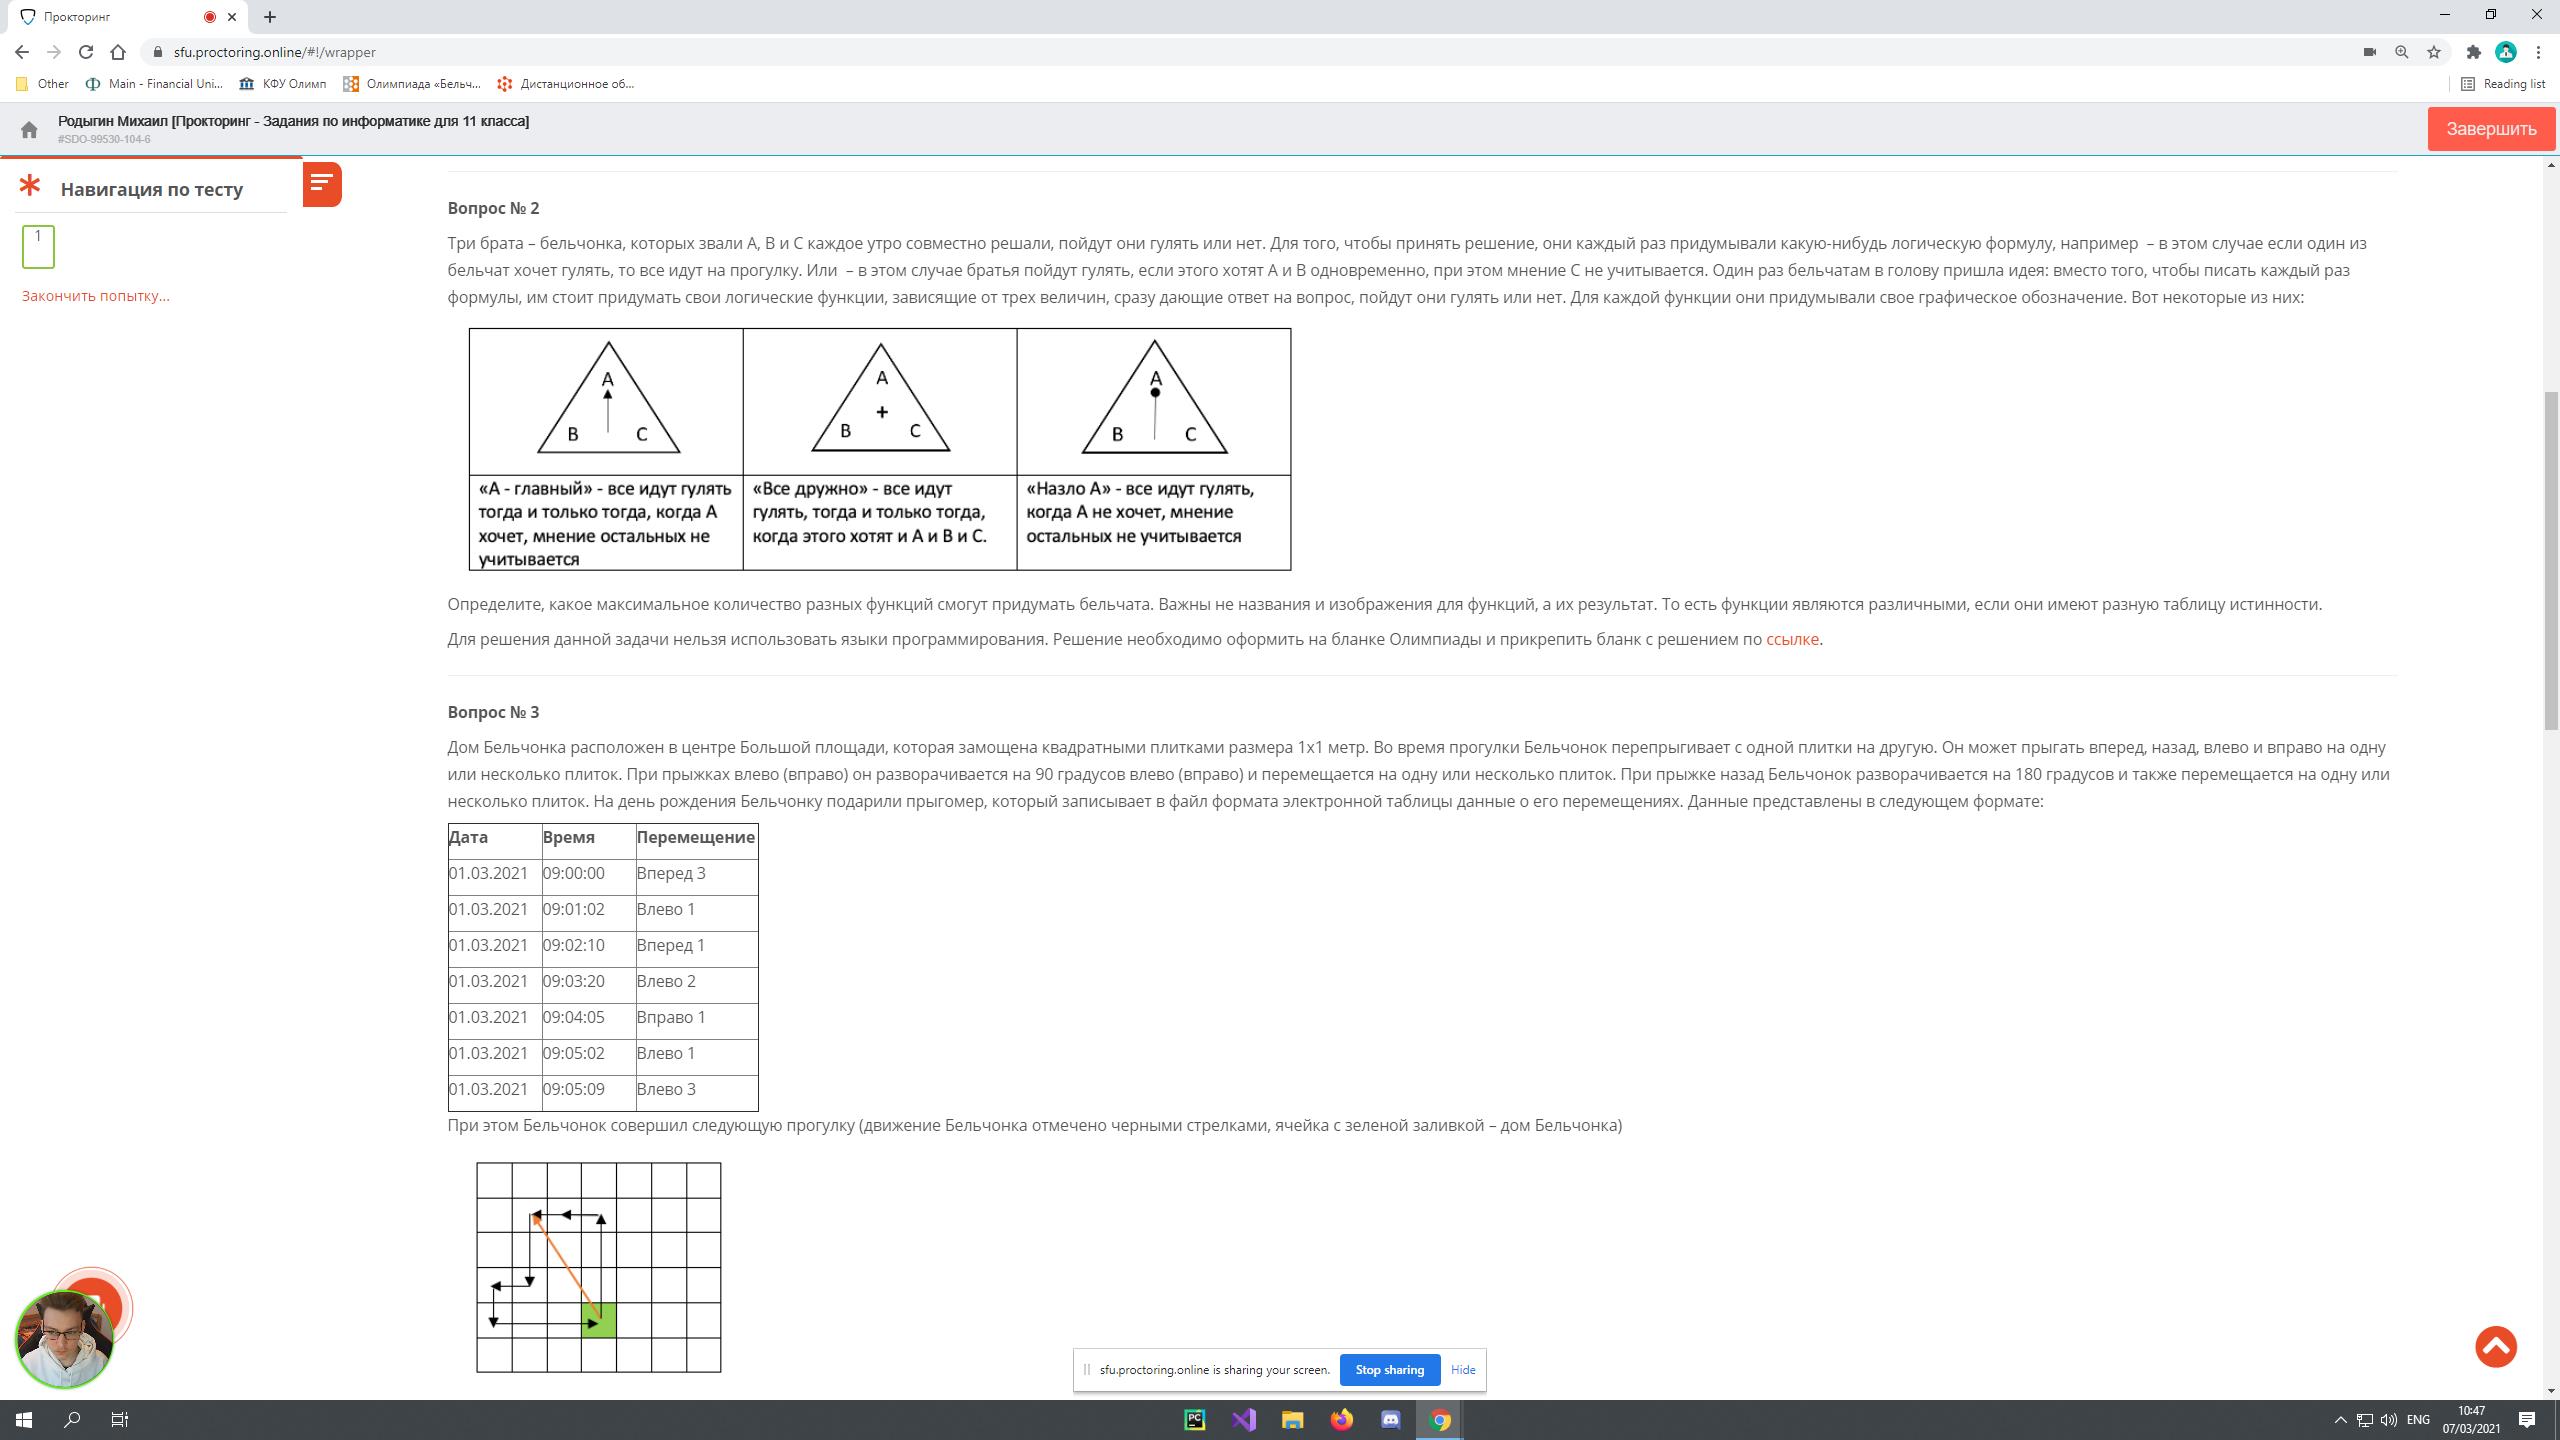 Прокторинг
sfu.proctoring.online/#!/wrapper
Other
Main - Financial Uni...
КФУ Олимп
Олимпиада «Бельч...
Дистанционное об...
Reading list
Родыгин Михаил [Прокторинг - Задания по информатике для 11 класса]
#SDO-99530-104-6
Завершить
Навигация по тесту
1
Закончить попытку...
Вопрос № 2
Три брата – бельчонка, которых звали А, В и С каждое утро совместно решали, пойдут они гулять или нет. Для того, чтобы принять решение, они каждый раз придумывали какую-нибудь логическую формулу, например – в этом случае если один из
бельчат хочет гулять, то все идут на прогулку. Или – в этом случае братья пойдут гулять, если этого хотят А и В одновременно, при этом мнение С не учитывается. Один раз бельчатам в голову пришла идея: вместо того, чтобы писать каждый раз
формулы, им стоит придумать свои логические функции, зависящие от трех величин, сразу дающие ответ на вопрос, пойдут они гулять или нет. Для каждой функции они придумывали свое графическое обозначение. Вот некоторые из них:
A
B
C
A
+
B
C
A
B
C
«А - главный» - все идут гулять
тогда и только тогда, когда А
хочет, мнение остальных не
учитывается
«Все дружно» - все идут
гулять, тогда и только тогда,
когда этого хотят и А и В и С.
«Назло А» - все идут гулять,
когда А не хочет, мнение
остальных не учитывается
Определите, какое максимальное количество разных функций смогут придумать бельчата. Важны не названия и изображения для функций, а их результат. То есть функции являются различными, если они имеют разную таблицу истинности.
Для решения данной задачи нельзя использовать языки программирования. Решение необходимо оформить на бланке Олимпиады и прикрепить бланк с решением по ссылке.
Вопрос № 3
Дом Бельчонка расположен в центре Большой площади, которая замощена квадратными плитками размера 1х1 метр. Во время прогулки Бельчонок перепрыгивает с одной плитки на другую. Он может прыгать вперед, назад, влево и вправо на одну
или несколько плиток. При прыжках влево (вправо) он разворачивается на 90 градусов влево (вправо) и перемещается на одну или несколько плиток. При прыжке назад Бельчонок разворачивается на 180 градусов и также перемещается на одну или
несколько плиток. На день рождения Бельчонку подарили прыгомер, который записывает в файл формата электронной таблицы данные о его перемещениях. Данные представлены в следующем формате:
Дата Время Перемещение
01.03.2021 09:00:00 Вперед 3
01.03.2021 09:01:02 Влево 1
01.03.2021 09:02:10 Вперед 1
01.03.2021 09:03:20 Влево 2
01.03.2021 09:04:05 Вправо 1
01.03.2021 09:05:02 Влево 1
01.03.2021 09:05:09 Влево 3
При этом Бельчонок совершил следующую прогулку (движение Бельчонка отмечено черными стрелками, ячейка с зеленой заливкой – дом Бельчонка)
sfu.proctoring.online is sharing your screen.
Stop sharing
Hide
PC
ENG
10:47
07/03/2021